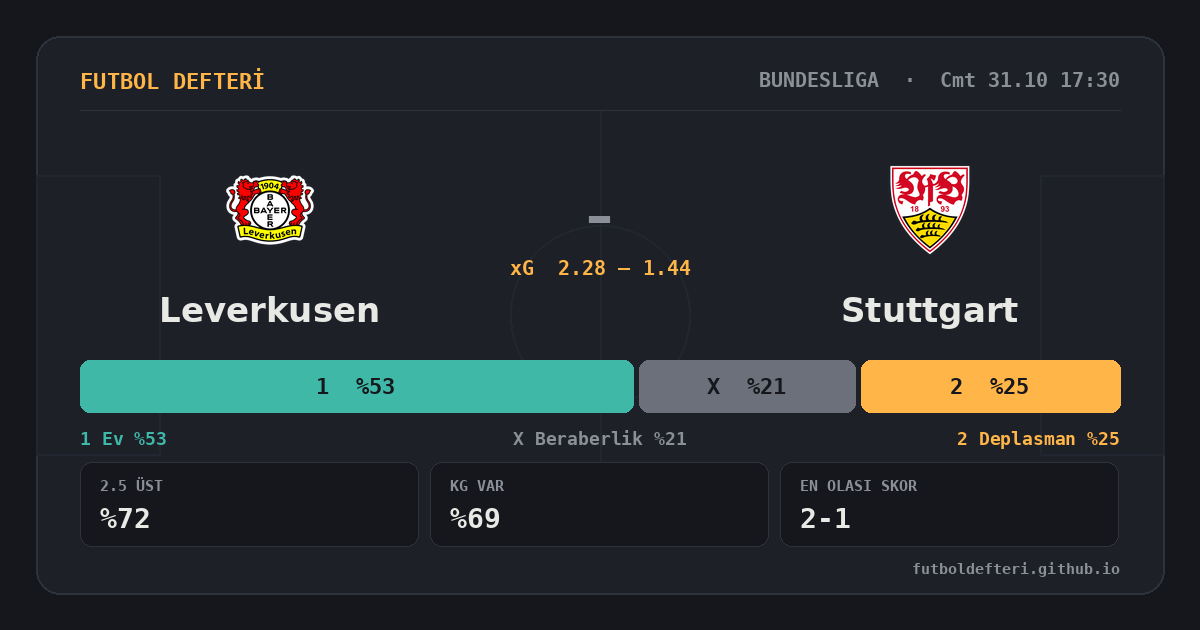 FUTBOL DEFTERİ
BUNDESLIGA · Cmt 31.10 17:30
1904
BAYER
BAYER
Leverkusen
VfB
18 93
-
xG 2.28 – 1.44
Leverkusen
Stuttgart
1 %53
X %21
2 %25
1 Ev %53
X Beraberlik %21
2 Deplasman %25
2.5 ÜST
%72
KG VAR
%69
EN OLASI SKOR
2-1
futboldefteri.github.io